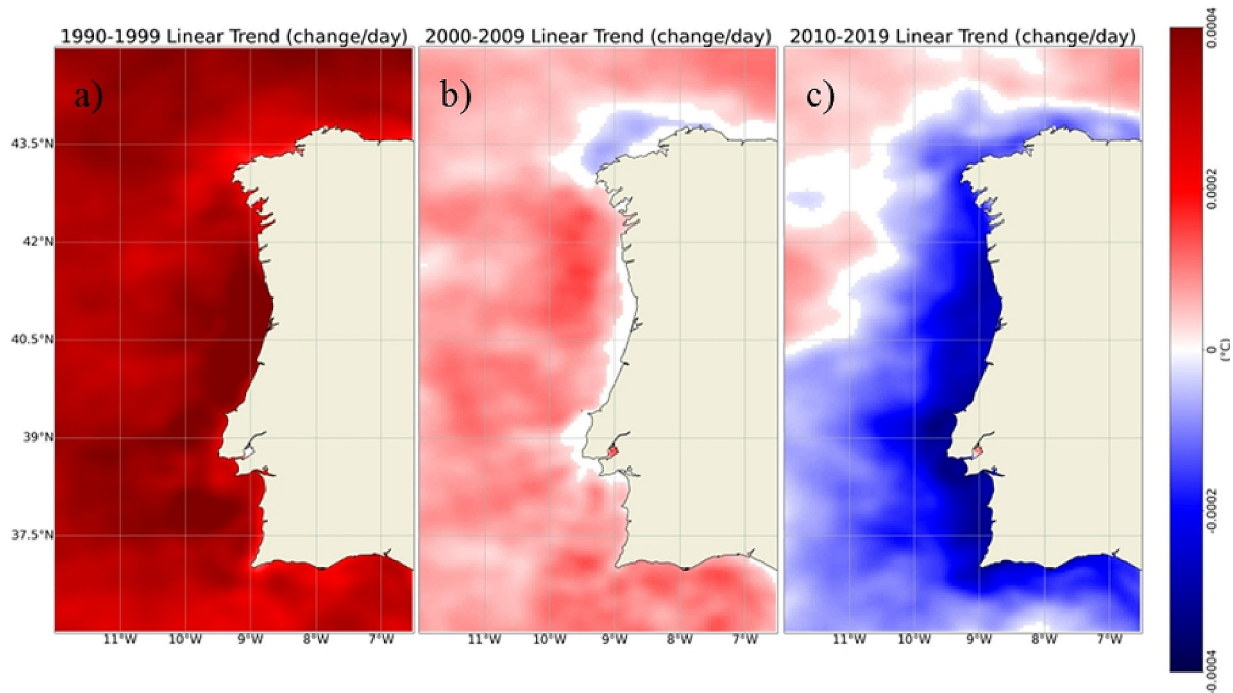 1990-1999 Linear Trend (change/day) 2000-2009 Linear Trend (change/day) 2010-2019 Linear Trend (change/day)
a) b) c)
43.5°N
42°N
40.5°N
39°N
37.5°N
11°W 10°W 9°W 8°W 7°W 11°W 10°W 9°W 8°W 7°W 11°W 10°W 9°W 8°W 7°W
0.0004
0.0002
0
-0.0002
-0.0004
(°C)